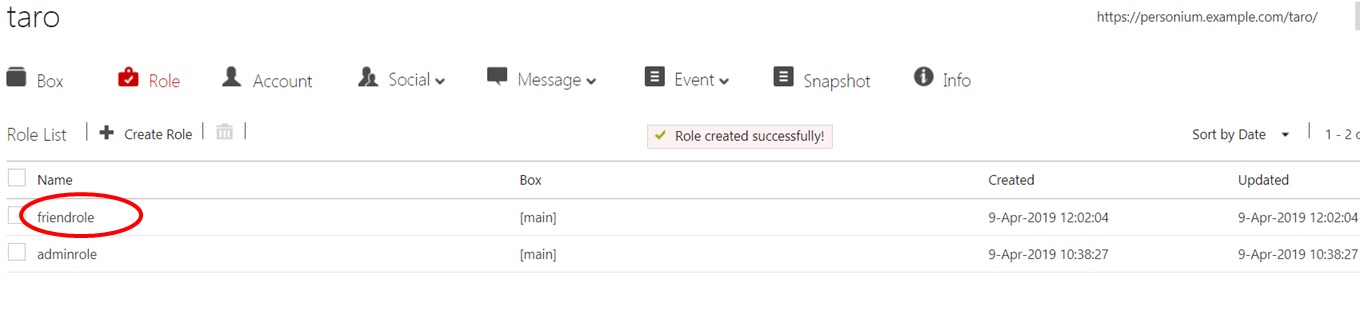 taro
https://personium.example.com/taro/
Box Role Account Social Message Event Snapshot Info
Role List Create Role Role created successfully! Sort by Date 1 - 2
Name Box Created Updated
friendrole [main] 9-Apr-2019 12:02:04 9-Apr-2019 12:02:04
adminrole [main] 9-Apr-2019 10:38:27 9-Apr-2019 10:38:27